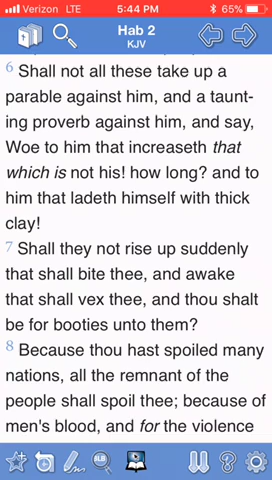 Verizon LTE 5:44 PM 65%
Hab 2
KJV
6 Shall not all these take up a
parable against him, and a taunt-
ing proverb against him, and say,
Woe to him that increaseth that
which is not his! how long? and to
him that ladeth himself with thick
clay!
7 Shall they not rise up suddenly
that shall bite thee, and awake
that shall vex thee, and thou shalt
be for booties unto them?
8 Because thou hast spoiled many
nations, all the remnant of the
people shall spoil thee; because of
men's blood, and for the violence
SLB